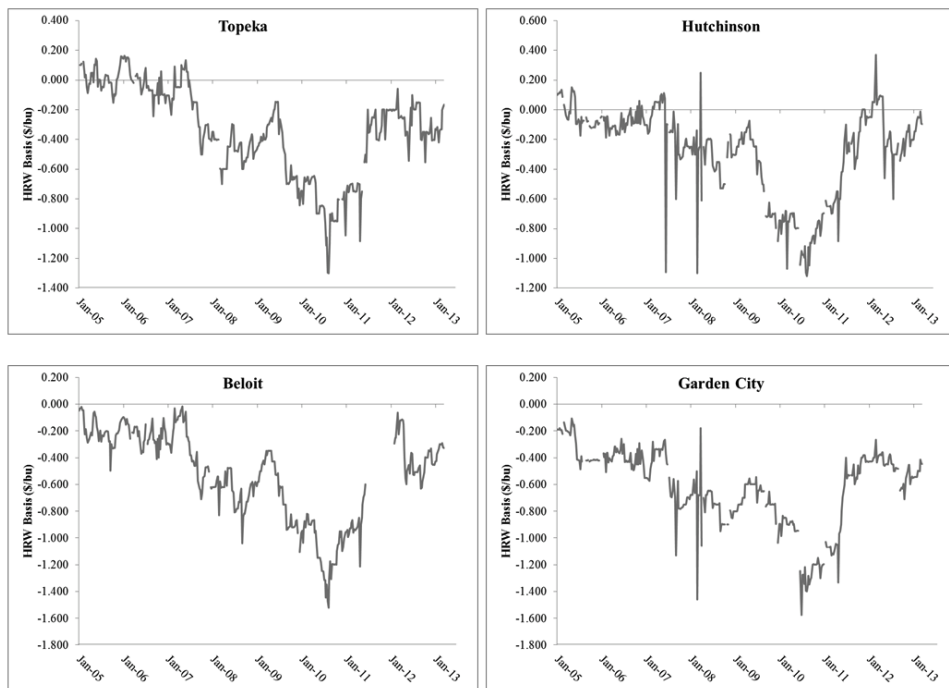 Topeka
HRW Basis ($/bu)
0.400
0.200
0.000
-0.200
-0.400
-0.600
-0.800
-1.000
-1.200
-1.400
Jan-05
Jan-06
Jan-07
Jan-08
Jan-09
Jan-10
Jan-11
Jan-12
Jan-13
Hutchinson
HRW Basis ($/bu)
0.600
0.400
0.200
0.000
-0.200
-0.400
-0.600
-0.800
-1.000
-1.200
Jan-05
Jan-06
Jan-07
Jan-08
Jan-09
Jan-10
Jan-11
Jan-12
Jan-13
Beloit
HRW Basis ($/bu)
0.200
0.000
-0.200
-0.400
-0.600
-0.800
-1.000
-1.200
-1.400
-1.600
-1.800
Jan-05
Jan-06
Jan-07
Jan-08
Jan-09
Jan-10
Jan-11
Jan-12
Jan-13
Garden City
HRW Basis ($/bu)
0.200
0.000
-0.200
-0.400
-0.600
-0.800
-1.000
-1.200
-1.400
-1.600
-1.800
Jan-05
Jan-06
Jan-07
Jan-08
Jan-09
Jan-10
Jan-11
Jan-12
Jan-13